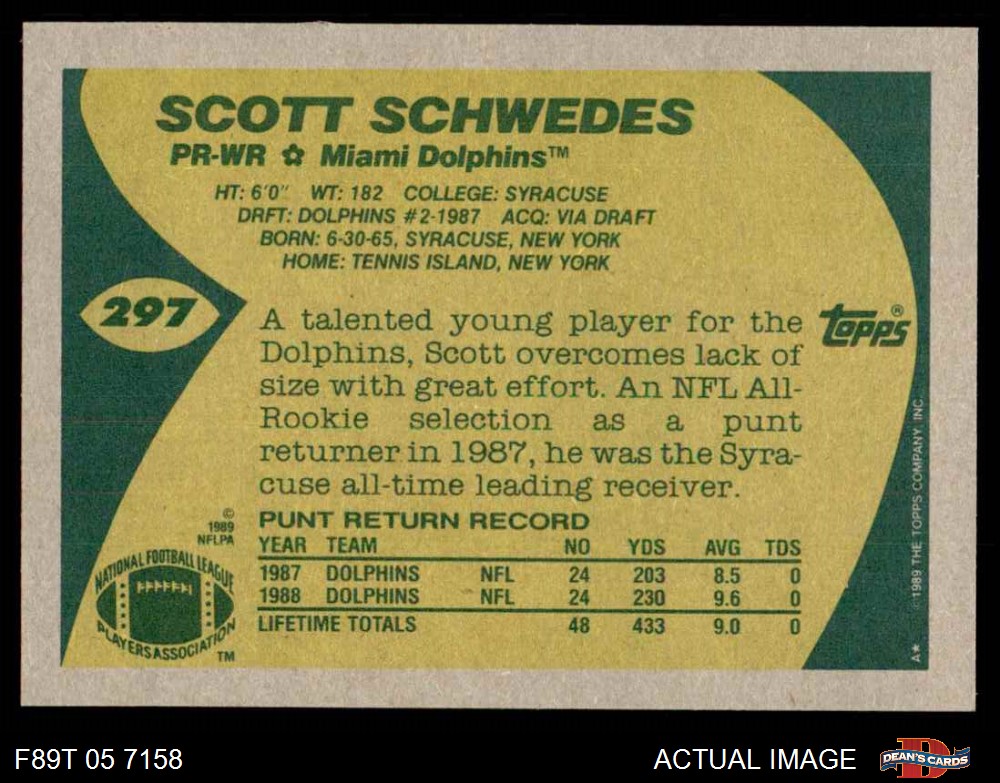 SCOTT SCHWEDES
PR-WR ✿ Miami Dolphins™
HT: 6'0" WT: 182 COLLEGE: SYRACUSE
DRFT: DOLPHINS #2-1987 ACQ: VIA DRAFT
BORN: 6-30-65, SYRACUSE, NEW YORK
HOME: TENNIS ISLAND, NEW YORK
297
topps®
A talented young player for the
Dolphins, Scott overcomes lack of
size with great effort. An NFL All-
Rookie selection as a punt
returner in 1987, he was the Syra-
cuse all-time leading receiver.
© 1989 THE TOPPS COMPANY, INC.
A*
©
1989
NFLPA
NATIONAL FOOTBALL LEAGUE
PLAYERS ASSOCIATION
TM
PUNT RETURN RECORD
YEAR TEAM NO YDS AVG TDS
1987 DOLPHINS NFL 24 203 8.5 0
1988 DOLPHINS NFL 24 230 9.6 0
LIFETIME TOTALS 48 433 9.0 0
F89T 05 7158
ACTUAL IMAGE
D
DEAN'S CARDS